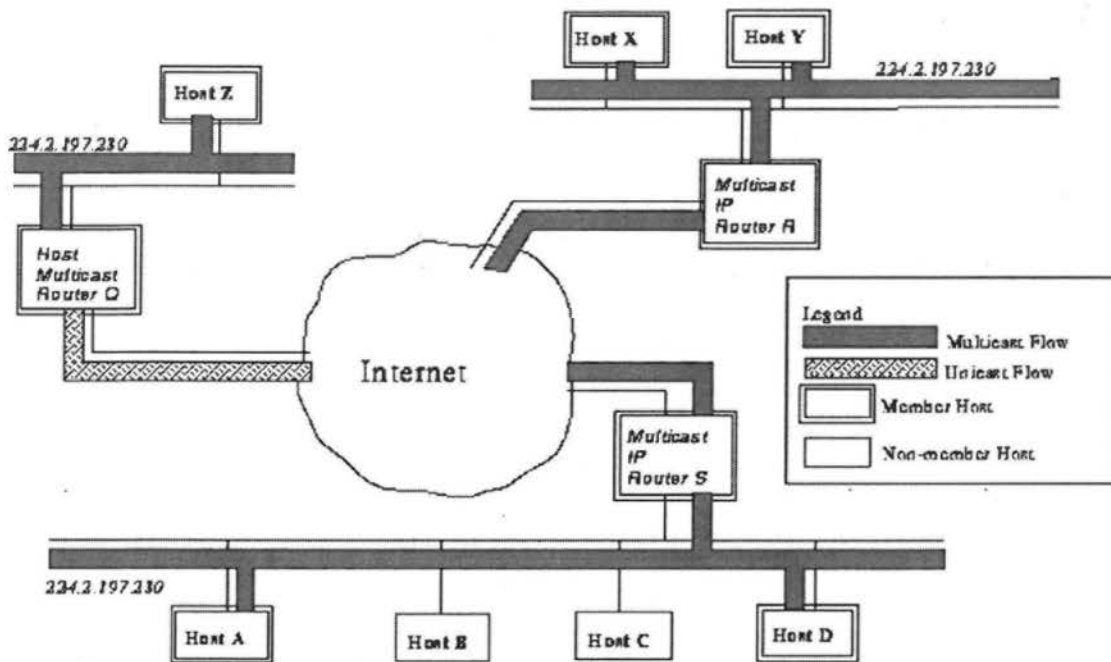 Host X
Host Y
224.2.197.230
Host Z
224.2.197.230
Multicast
IP
Router R
Host
Multicast
Router Q
Internet
Legend
Multicast Flow
Unicast Flow
Member Host
Non-member Host
Multicast
IP
Router S
224.2.197.230
Host A
Host B
Host C
Host D